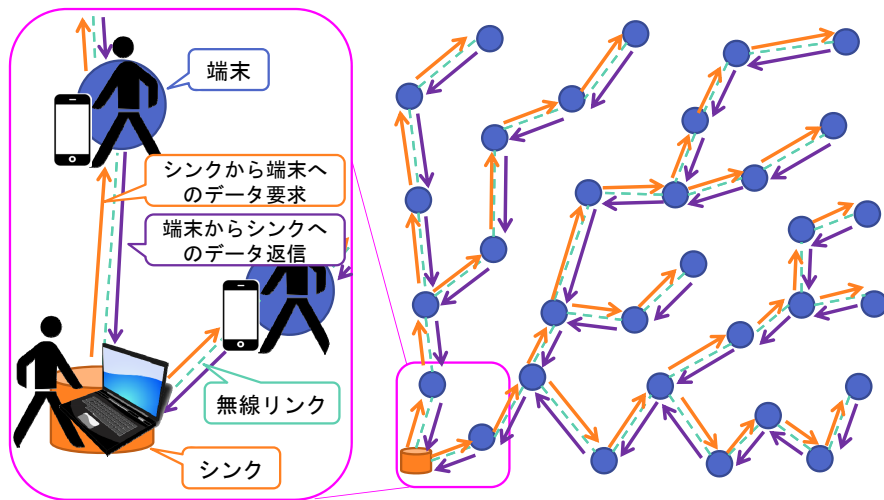 端末
シンクから端末へ
のデータ要求
端末からシンクへ
のデータ返信
無線リンク
シンク